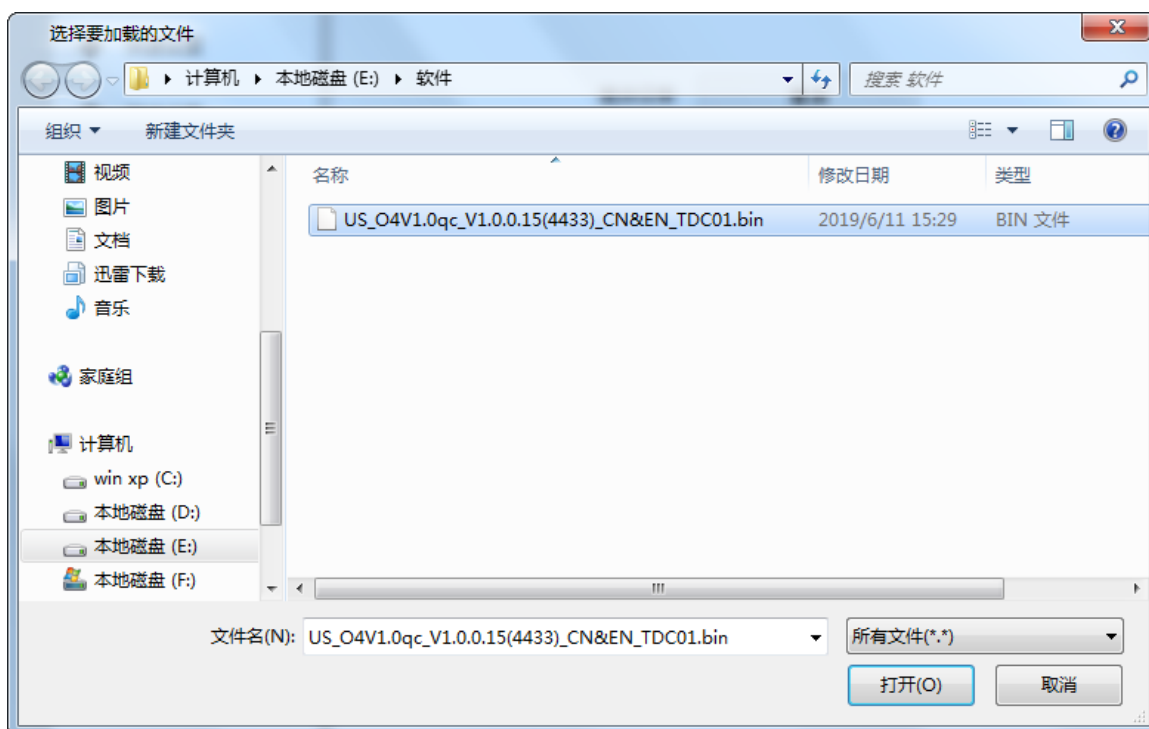 选择要加载的文件
计算机 本地磁盘 (E:) 软件
搜索 软件
组织 新建文件夹
名称 修改日期 类型
US_O4V1.0qc_V1.0.0.15(4433)_CN&EN_TDC01.bin 2019/6/11 15:29 BIN 文件
视频
图片
文档
迅雷下载
音乐
家庭组
计算机
win xp (C:)
本地磁盘 (D:)
本地磁盘 (E:)
本地磁盘 (F:)
文件名(N): US_O4V1.0qc_V1.0.0.15(4433)_CN&EN_TDC01.bin 所有文件(*.*)
打开(O) 取消